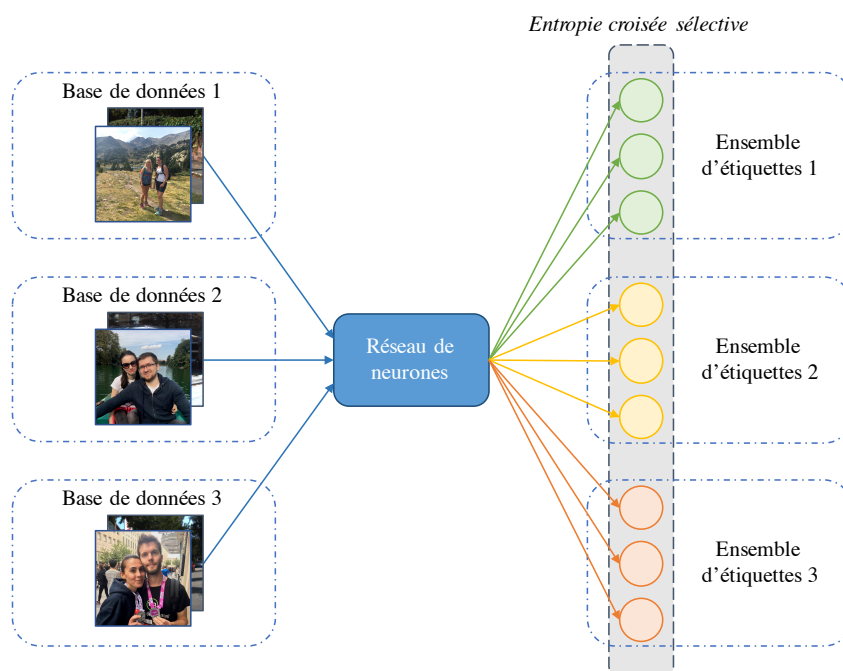 Entropie croisée sélective
Base de données 1
Ensemble
d’étiquettes 1
Base de données 2
Réseau de
neurones
Ensemble
d’étiquettes 2
Base de données 3
Ensemble
d’étiquettes 3